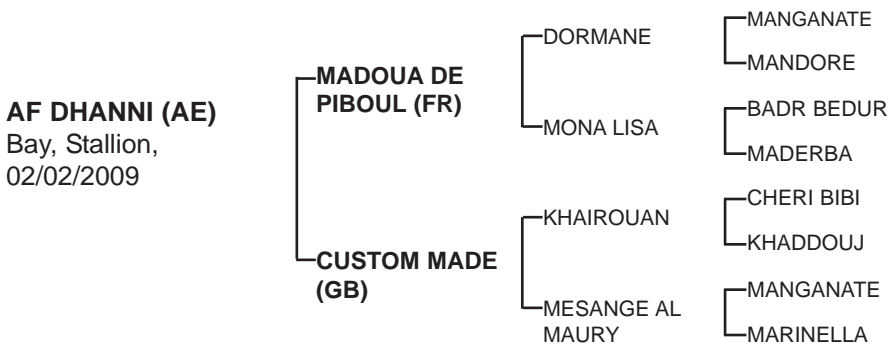 AF DHANNI (AE)
Bay, Stallion,
02/02/2009
MADOUA DE
PIBOUL (FR)
CUSTOM MADE
(GB)
DORMANE
MONA LISA
KHAIROUAN
MESANGE AL
MAURY
MANGANATE
MANDORE
BADR BEDUR
MADERBA
CHERI BIBI
KHADDOUJ
MANGANATE
MARINELLA